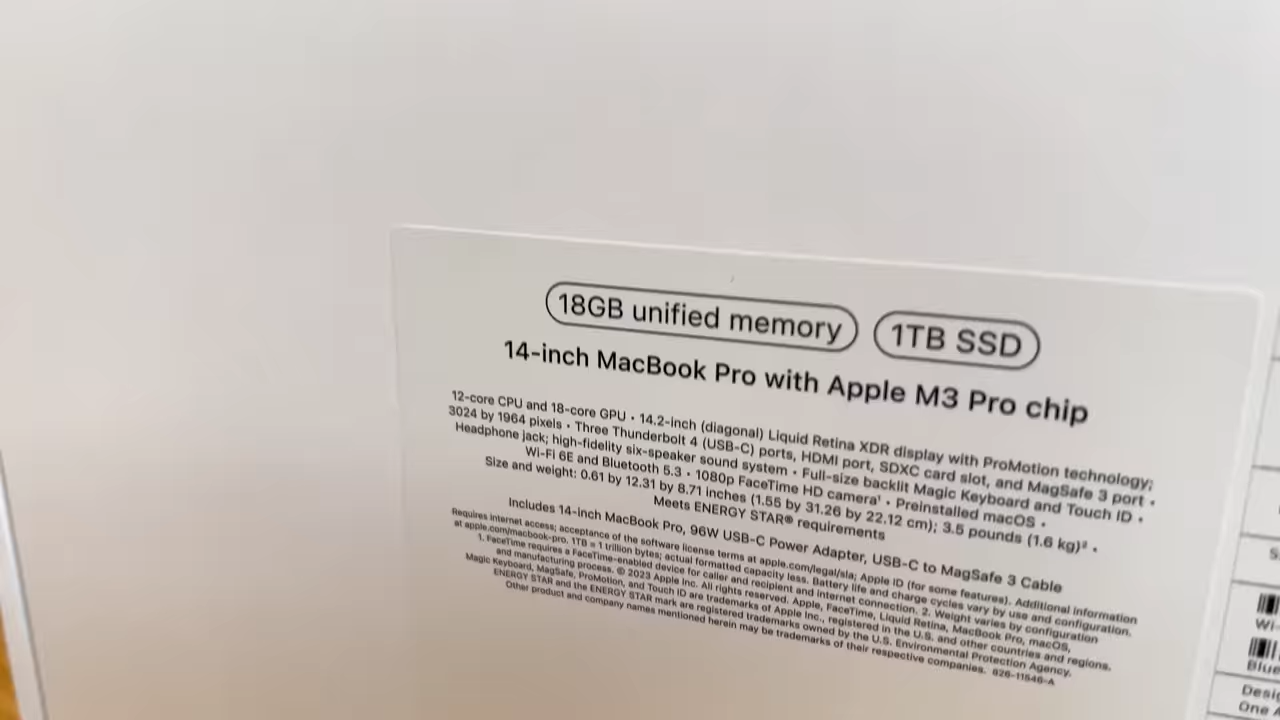 18GB unified memory 1TB SSD
14-inch MacBook Pro with Apple M3 Pro chip
12-core CPU and 18-core GPU • 14.2-inch (diagonal) Liquid Retina XDR display with ProMotion technology;
3024 by 1964 pixels • Three Thunderbolt 4 (USB-C) ports, HDMI port, SDXC card slot, and MagSafe 3 port •
Headphone jack; high-fidelity six-speaker sound system • Full-size backlit Magic Keyboard and Touch ID •
Wi-Fi 6E and Bluetooth 5.3 • 1080p FaceTime HD camera¹ • Preinstalled macOS •
Size and weight: 0.61 by 12.31 by 8.71 inches (1.55 by 31.26 by 22.12 cm); 3.5 pounds (1.6 kg)² •
Meets ENERGY STAR® requirements
Includes 14-inch MacBook Pro, 96W USB-C Power Adapter, USB-C to MagSafe 3 Cable
Requires internet access; acceptance of the software license terms at apple.com/legal/sla; Apple ID (for some features). Additional information
at apple.com/macbook-pro. 1TB = 1 trillion bytes; actual formatted capacity less. Battery life and charge cycles vary by use and configuration.
1. FaceTime requires a FaceTime-enabled device for caller and recipient and internet connection. 2. Weight varies by configuration
and manufacturing process. © 2023 Apple Inc. All rights reserved. Apple, FaceTime, Liquid Retina, MacBook Pro, macOS,
Magic Keyboard, MagSafe, ProMotion, and Touch ID are trademarks of Apple Inc., registered in the U.S. and other countries and regions.
ENERGY STAR and the ENERGY STAR mark are registered trademarks owned by the U.S. Environmental Protection Agency.
Other product and company names mentioned herein may be trademarks of their respective companies. 626-11546-A
S
Wi-
Blue
Desig
One A